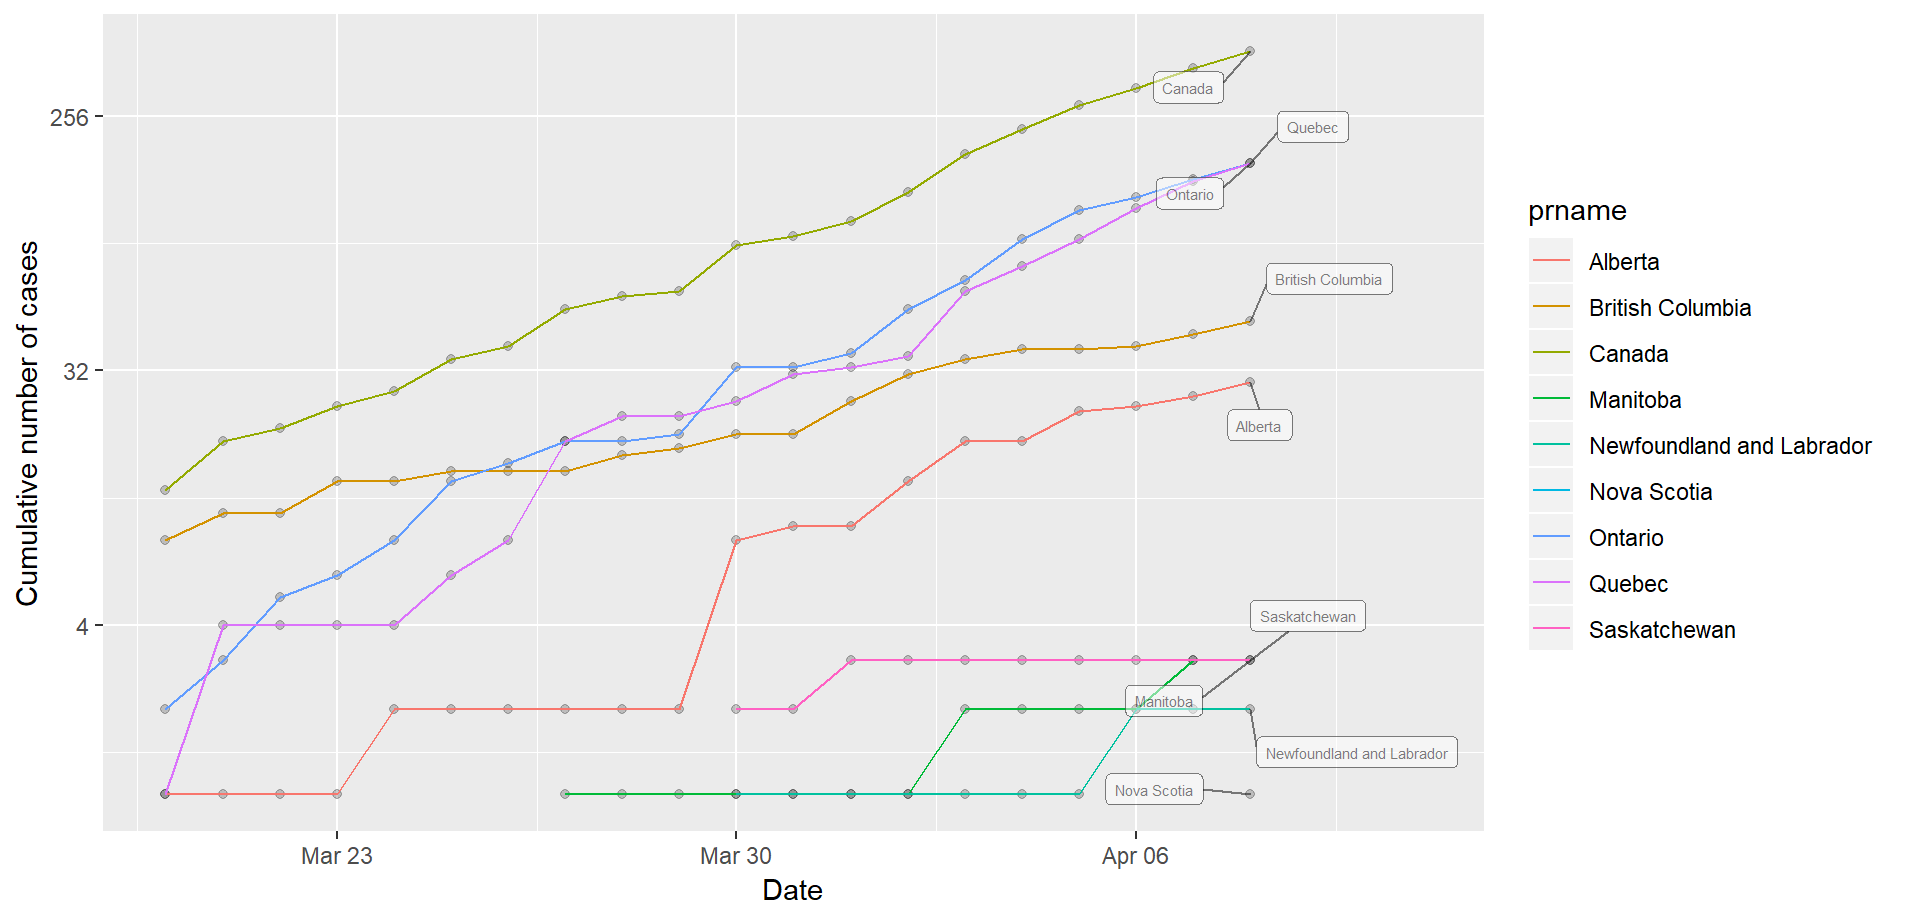 Cumulative number of cases
256
32
4
Canada
Quebec
Ontario
British Columbia
Alberta
Saskatchewan
Manitoba
Newfoundland and Labrador
Nova Scotia
Mar 23
Mar 30
Apr 06
Date
prname
Alberta
British Columbia
Canada
Manitoba
Newfoundland and Labrador
Nova Scotia
Ontario
Quebec
Saskatchewan